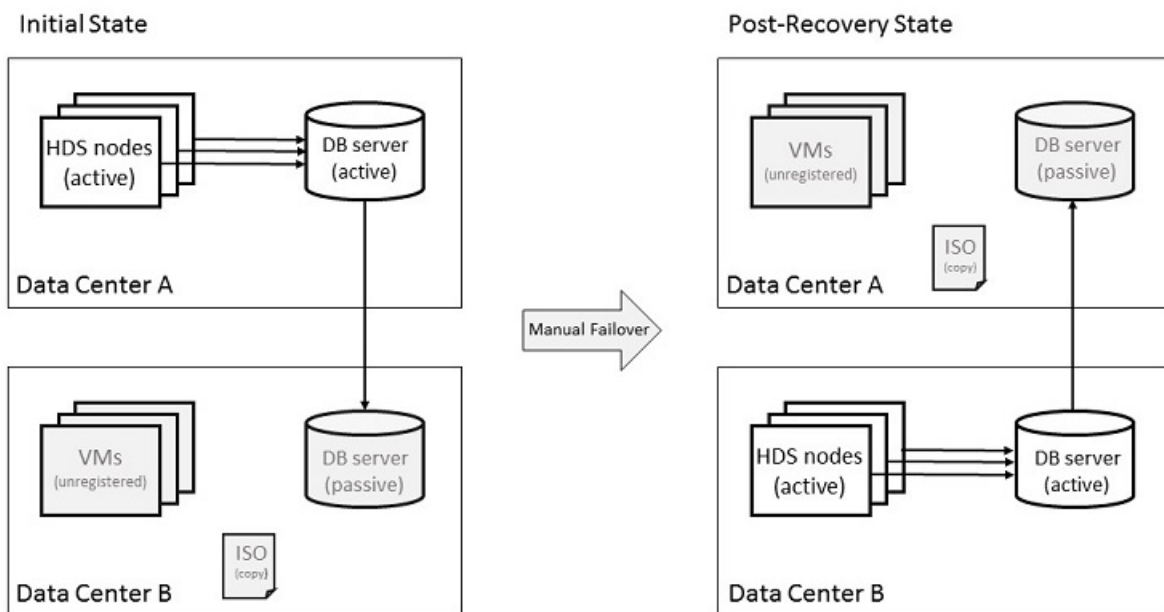 Initial State
HDS nodes
(active)
DB server
(active)
Data Center A
VMs
(unregistered)
DB server
(passive)
ISO
(copy)
Data Center B
Manual Failover
Post-Recovery State
VMs
(unregistered)
DB server
(passive)
ISO
(copy)
Data Center A
HDS nodes
(active)
DB server
(active)
Data Center B